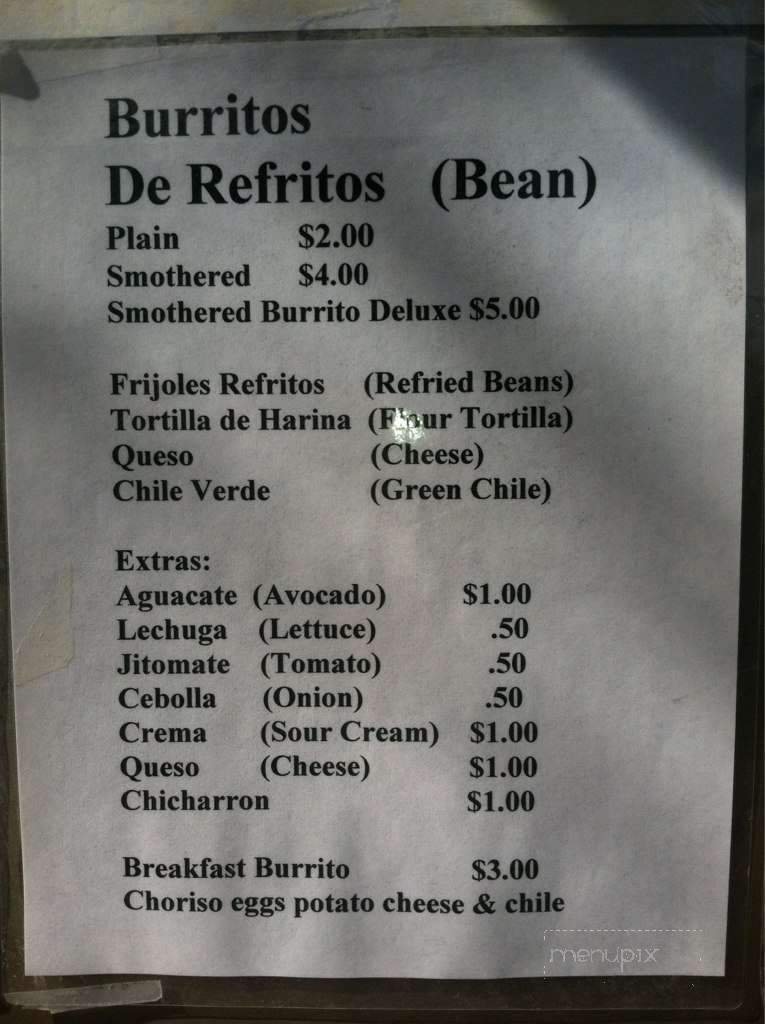 Burritos
De Refritos (Bean)
Plain $2.00
Smothered $4.00
Smothered Burrito Deluxe $5.00
Frijoles Refritos (Refried Beans)
Tortilla de Harina (Flour Tortilla)
Queso (Cheese)
Chile Verde (Green Chile)
Extras:
Aguacate (Avocado) $1.00
Lechuga (Lettuce) .50
Jitomate (Tomato) .50
Cebolla (Onion) .50
Crema (Sour Cream) $1.00
Queso (Cheese) $1.00
Chicharron $1.00
Breakfast Burrito $3.00
Choriso eggs potato cheese & chile
menupix